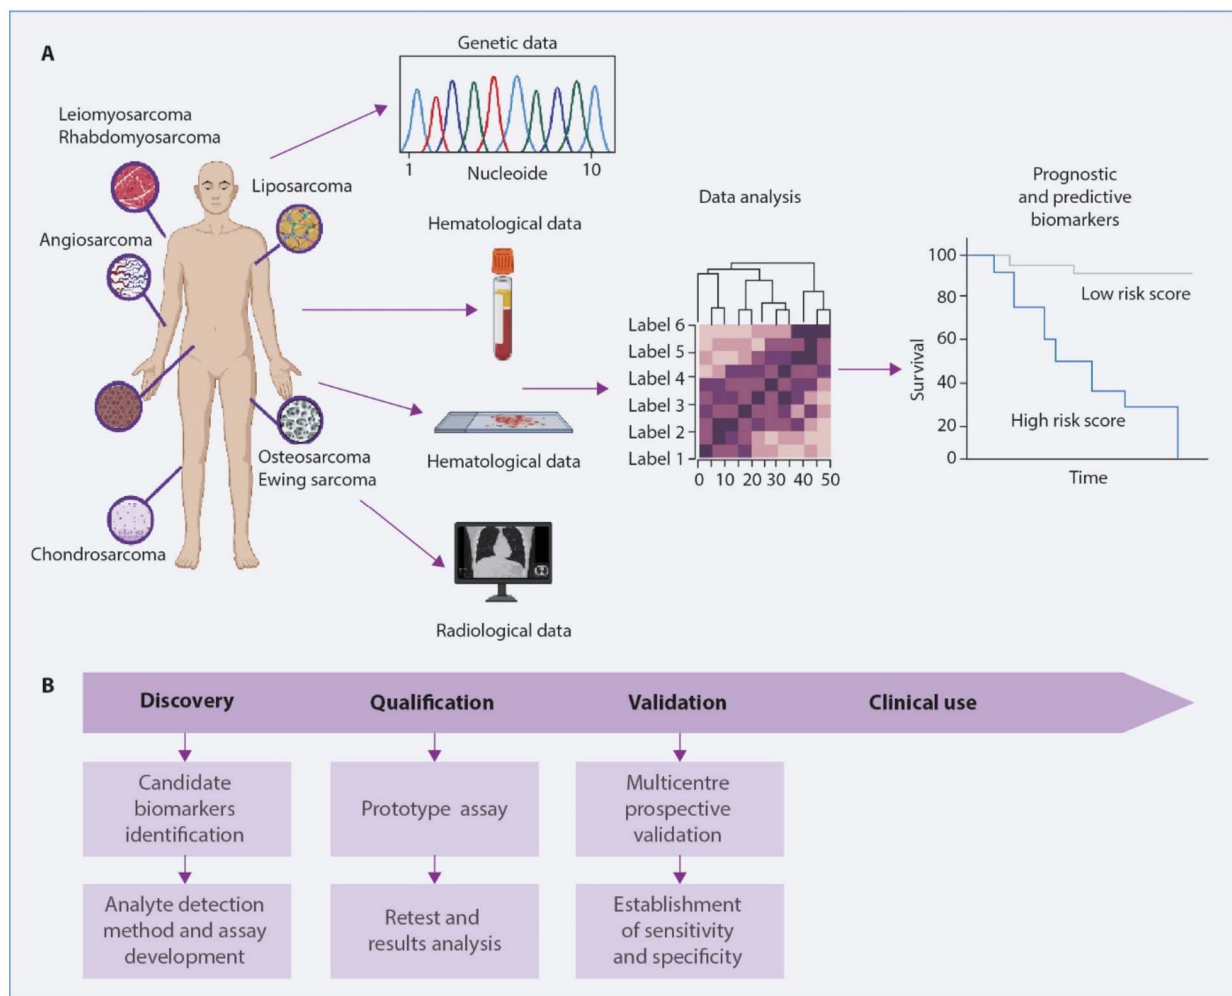 A
Genetic data
1
10
Nucleoide
Leiomyosarcoma
Rhabdomyosarcoma
Liposarcoma
Angiosarcoma
Osteosarcoma
Ewing sarcoma
Chondrosarcoma
Hematological data
Hematological data
Radiological data
Data analysis
Label 6
Label 5
Label 4
Label 3
Label 2
Label 1
0 10 20 30 40 50
Prognostic
and predictive
biomarkers
100
80
60
40
20
0
Survival
Low risk score
High risk score
Time
B
Discovery
Qualification
Validation
Clinical use
Candidate
biomarkers
identification
Prototype assay
Multicentre
prospective
validation
Analyte detection
method and assay
development
Retest and
results analysis
Establishment
of sensitivity
and specificity